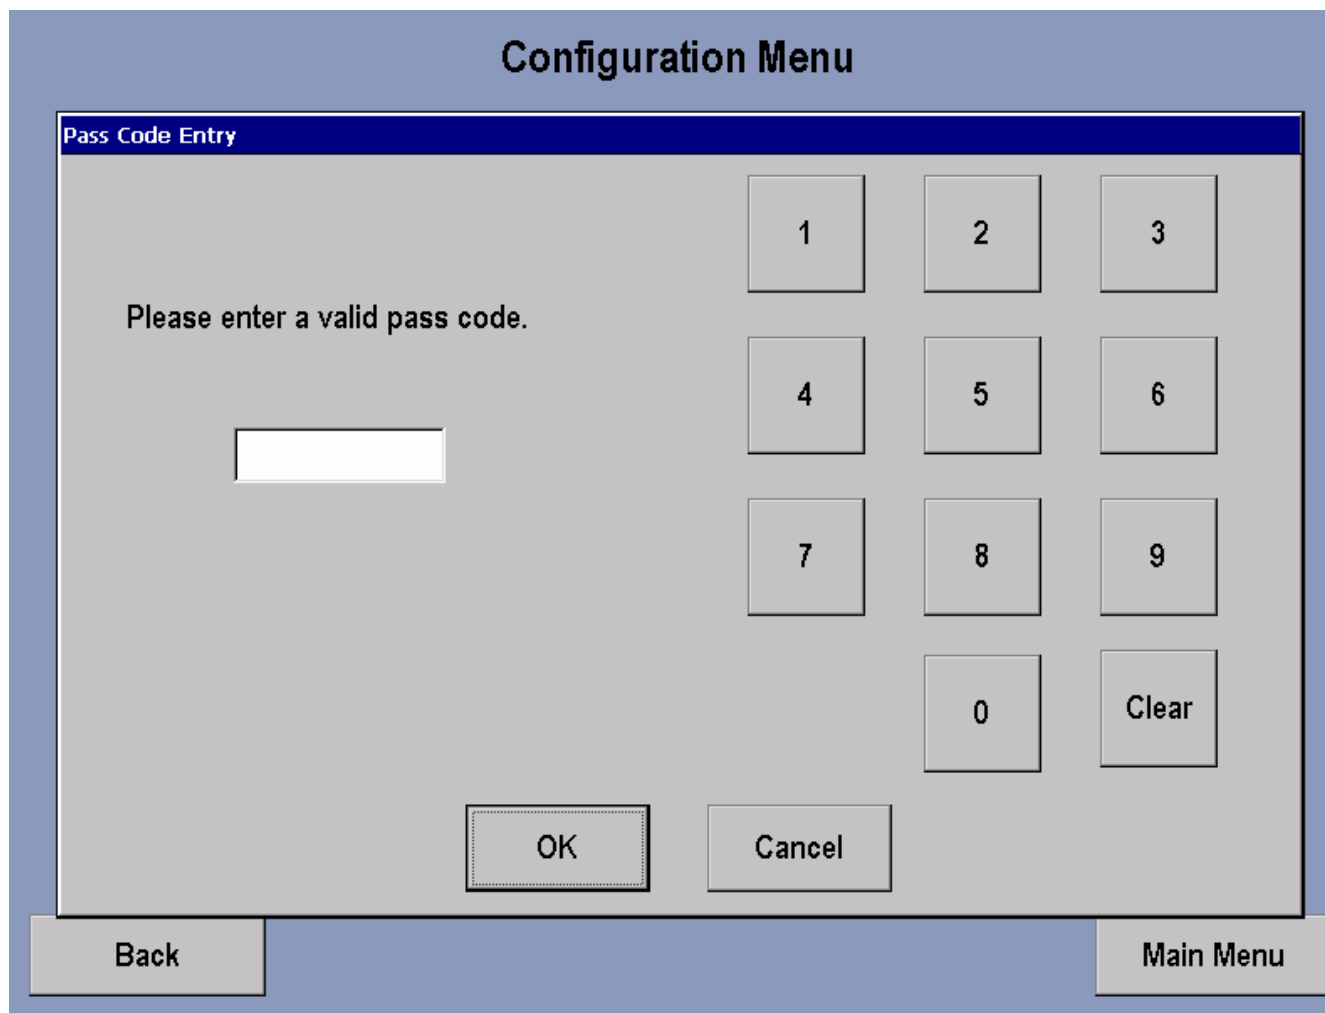 Configuration Menu
Pass Code Entry
1 2 3
Please enter a valid pass code.
4 5 6
7 8 9
0 Clear
OK Cancel
Back Main Menu